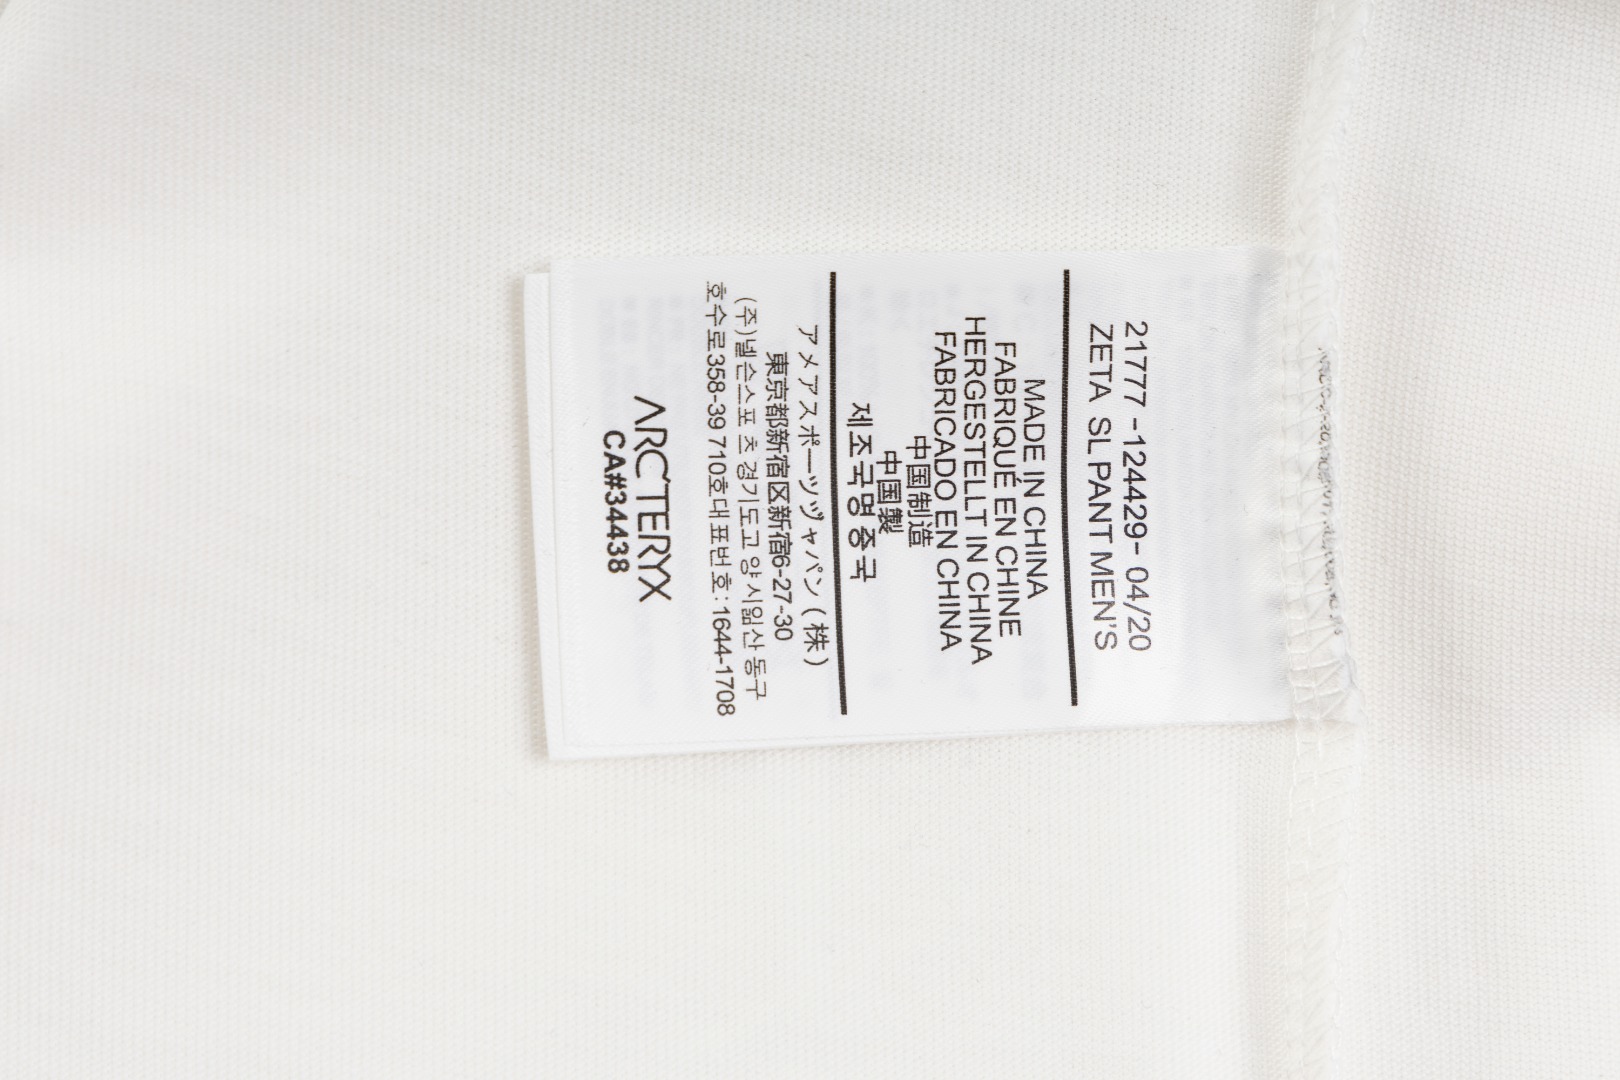 21777 -124429- 04/20
ZETA SL PANT MEN'S
MADE IN CHINA
FABRIQUÉ EN CHINE
HERGESTELLT IN CHINA
FABRICADO EN CHINA
中国制造
中国製
제조국명중국
アメアスポーツヅャパン(株)
東京都新宿区新宿6-27-30
(주)넬슨스포츠 경기도고양시일산동구
호수로358-39 710호대표번호:1644-1708
ARC'TERYX
CA#34438